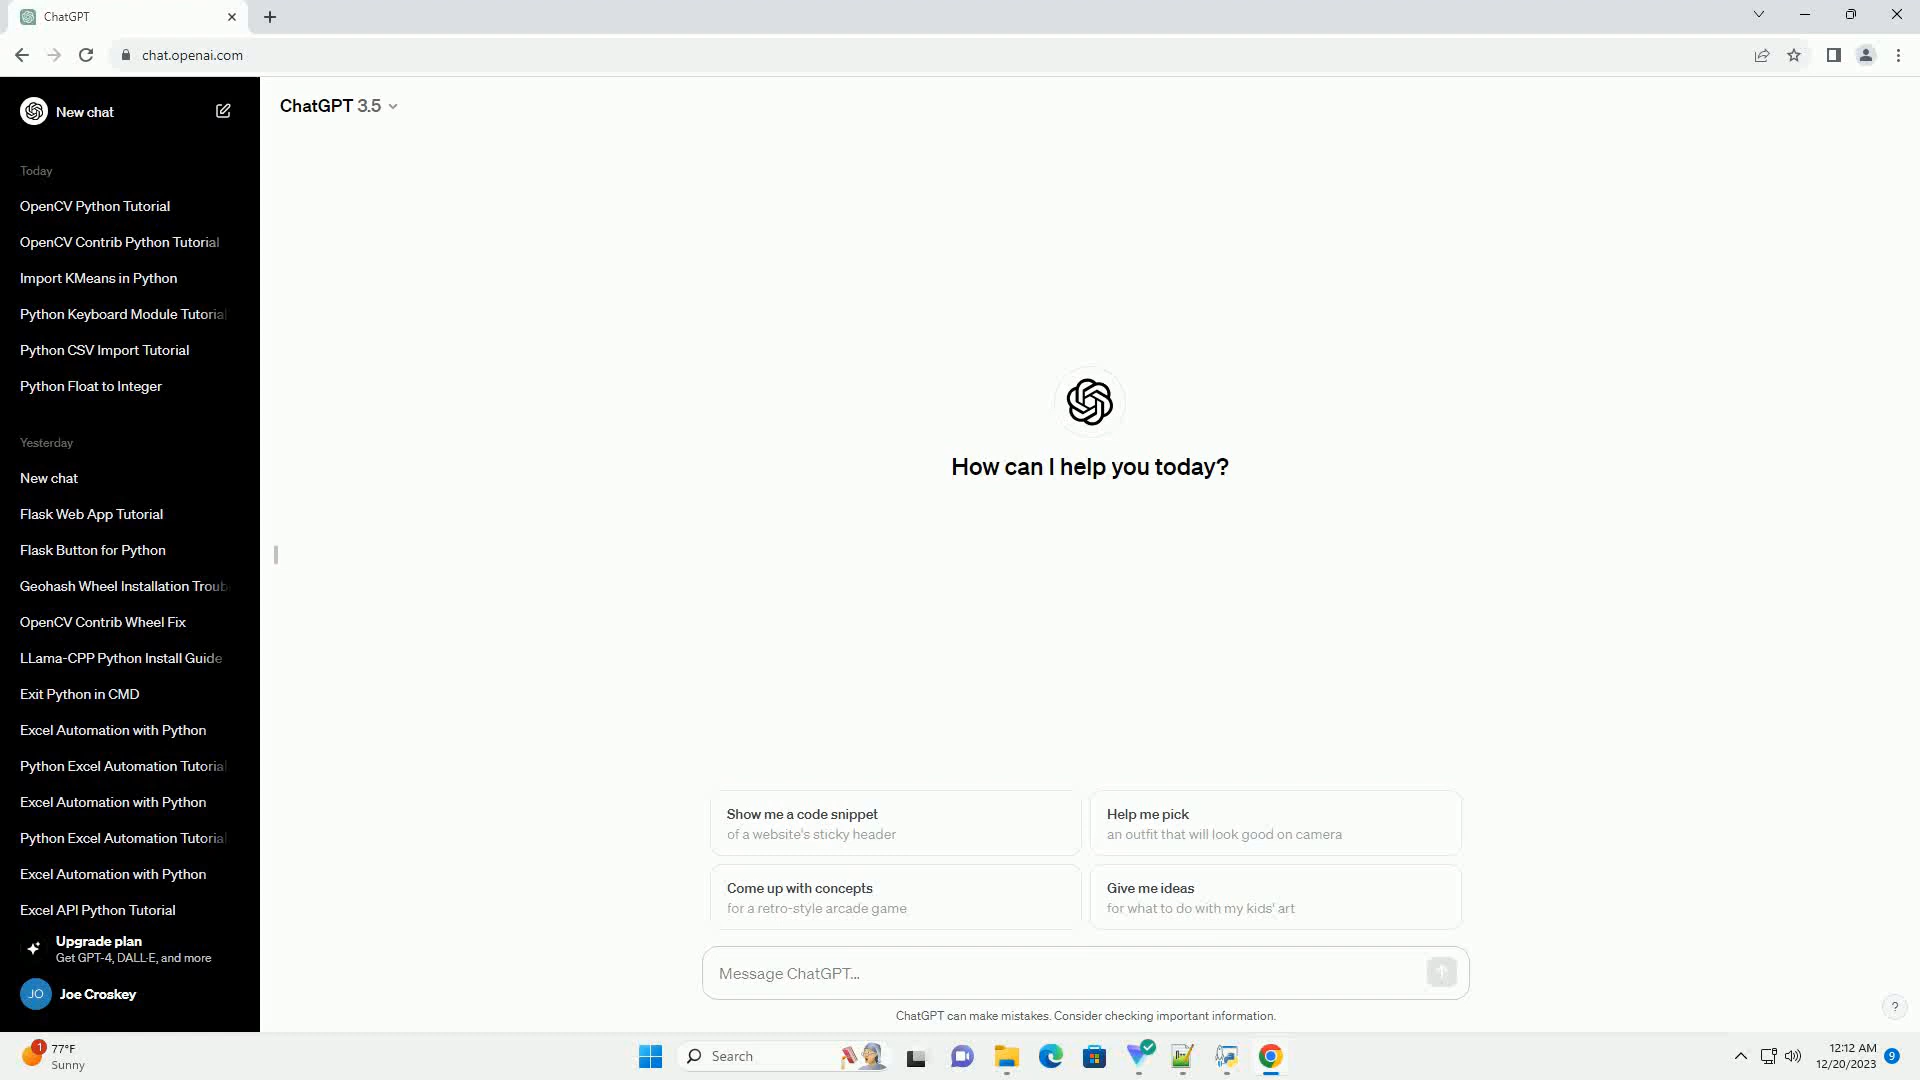 ChatGPT
chat.openai.com
New chat
Today
OpenCV Python Tutorial
OpenCV Contrib Python Tutorial
Import KMeans in Python
Python Keyboard Module Tutorial
Python CSV Import Tutorial
Python Float to Integer
Yesterday
New chat
Flask Web App Tutorial
Flask Button for Python
Geohash Wheel Installation Troub
OpenCV Contrib Wheel Fix
LLama-CPP Python Install Guide
Exit Python in CMD
Excel Automation with Python
Python Excel Automation Tutorial
Excel Automation with Python
Python Excel Automation Tutorial
Excel Automation with Python
Excel API Python Tutorial
Upgrade plan
Get GPT-4, DALL·E, and more
JO Joe Croskey
ChatGPT 3.5
How can I help you today?
Show me a code snippet
of a website's sticky header
Help me pick
an outfit that will look good on camera
Come up with concepts
for a retro-style arcade game
Give me ideas
for what to do with my kids' art
Message ChatGPT...
ChatGPT can make mistakes. Consider checking important information.
?
1
77°F
Sunny
Search
12:12 AM
12/20/2023
9